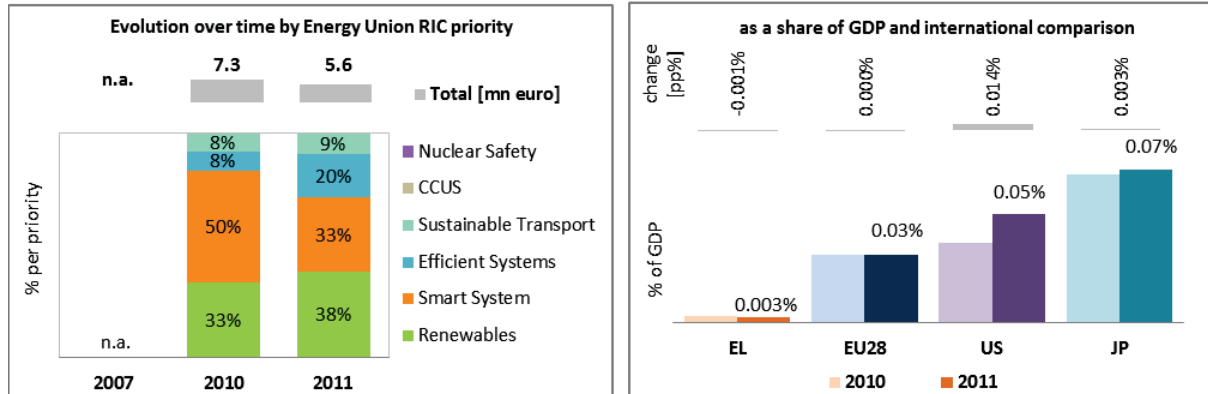 Evolution over time by Energy Union RIC priority
n.a.
7.3
5.6
Total [mn euro]
% per priority
n.a.
8%
8%
50%
33%
9%
20%
33%
38%
Nuclear Safety
CCUS
Sustainable Transport
Efficient Systems
Smart System
Renewables
2007
2010
2011
as a share of GDP and international comparison
change
[pp%]
-0.001%
0.000%
0.014%
0.003%
% of GDP
0.003%
0.03%
0.05%
0.07%
EL
EU28
US
JP
2010
2011